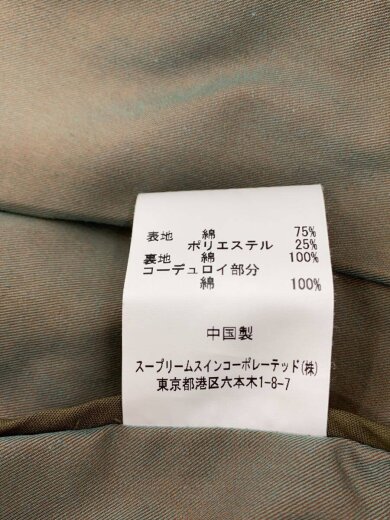 表地 綿 75%
ポリエステル 25%
裏地 綿 100%
コーデュロイ部分
綿 100%
中国製
スープリームスインコーポレーテッド(株)
東京都港区六本木1-8-7